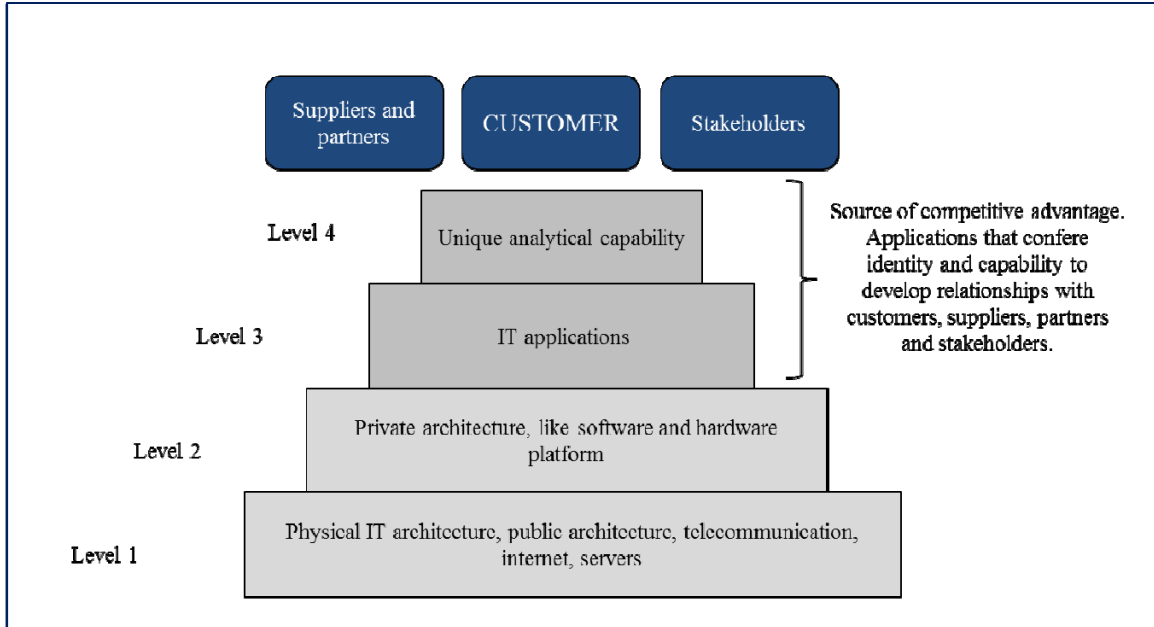 Suppliers and
partners
CUSTOMER
Stakeholders
Level 4
Unique analytical capability
Source of competitive advantage.
Applications that confere
identity and capability to
develop relationships with
customers, suppliers, partners
and stakeholders.
Level 3
IT applications
Level 2
Private architecture, like software and hardware
platform
Level 1
Physical IT architecture, public architecture, telecommunication,
internet, servers